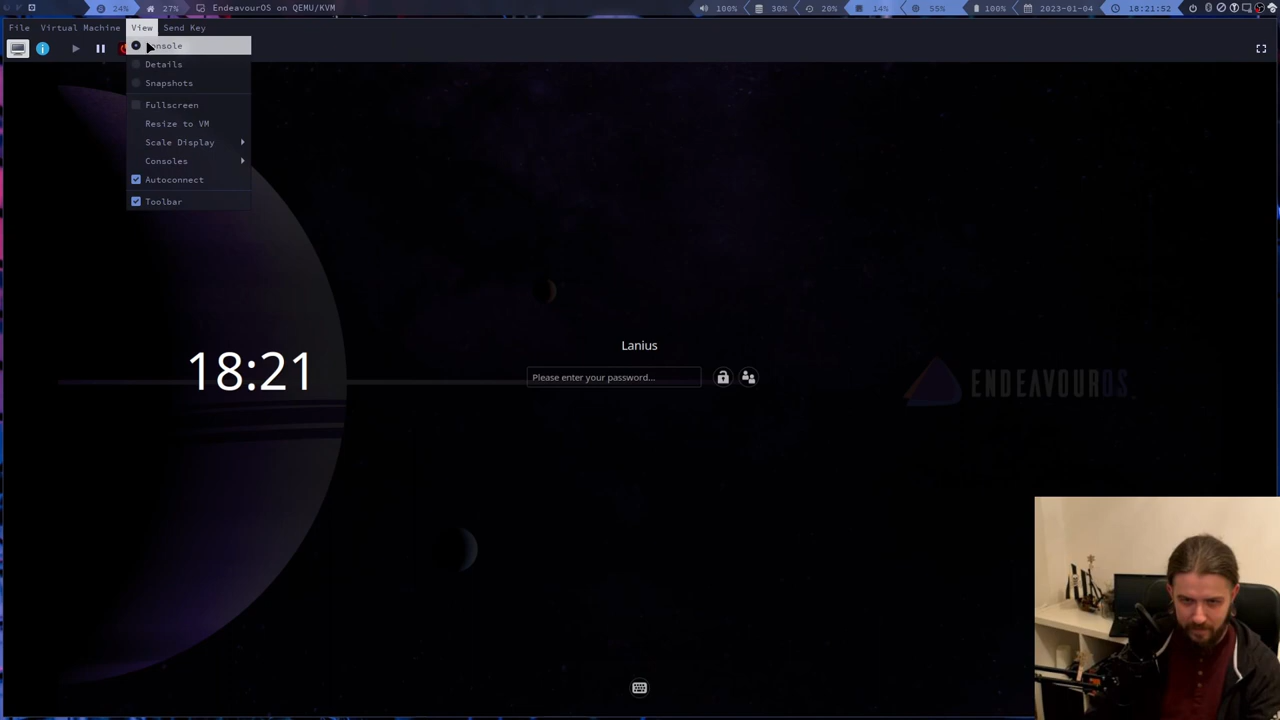 24% 27% EndeavourOS on QEMU/KVM 100% 30% 20% 14% 55% 100% 2023-01-04 18:21:52
File Virtual Machine View Send Key
Console
Details
Snapshots
Fullscreen
Resize to VM
Scale Display
Consoles
Autoconnect
Toolbar
Lanius
18:21
Please enter your password...
ENDEAVOUROS